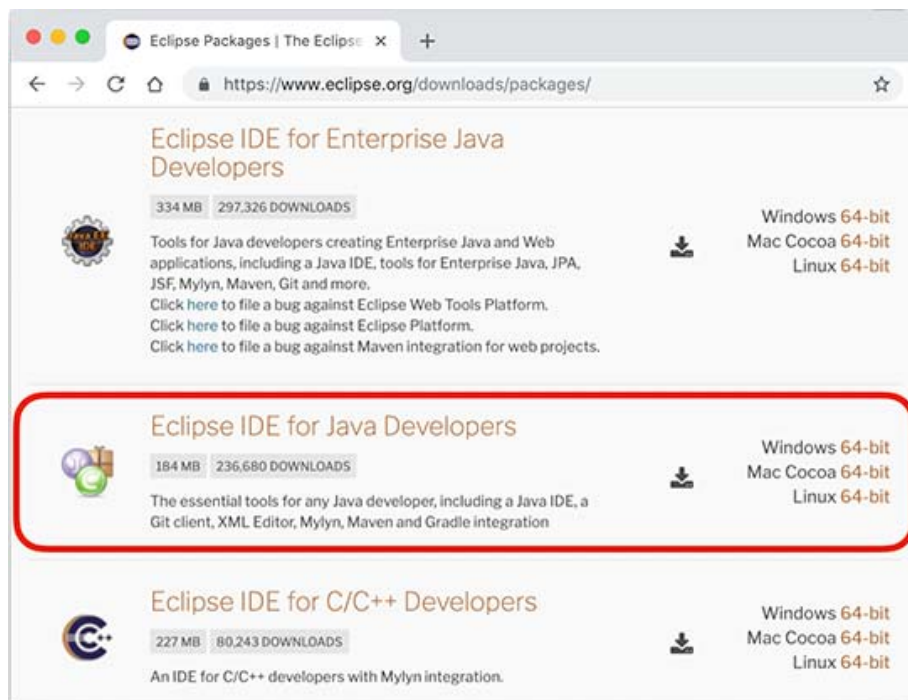 Eclipse Packages | The Eclipse
https://www.eclipse.org/downloads/packages/
Eclipse IDE for Enterprise Java
Developers
334 MB 297,326 DOWNLOADS
Tools for Java developers creating Enterprise Java and Web
applications, including a Java IDE, tools for Enterprise Java, JPA,
JSF, Mylyn, Maven, Git and more.
Click here to file a bug against Eclipse Web Tools Platform.
Click here to file a bug against Eclipse Platform.
Click here to file a bug against Maven integration for web projects.
Java EE
IDE
Windows 64-bit
Mac Cocoa 64-bit
Linux 64-bit
Eclipse IDE for Java Developers
184 MB 236,680 DOWNLOADS
The essential tools for any Java developer, including a Java IDE, a
Git client, XML Editor, Mylyn, Maven and Gradle integration
Windows 64-bit
Mac Cocoa 64-bit
Linux 64-bit
Eclipse IDE for C/C++ Developers
227 MB 80,243 DOWNLOADS
An IDE for C/C++ developers with Mylyn integration.
C++
Windows 64-bit
Mac Cocoa 64-bit
Linux 64-bit